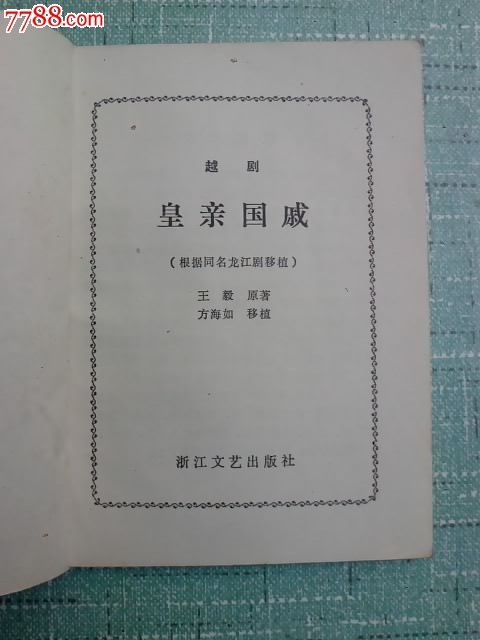 7788.com
越剧
皇亲国戚
(根据同名龙江剧移植)
王毅 原著
方海如 移植
浙江文艺出版社